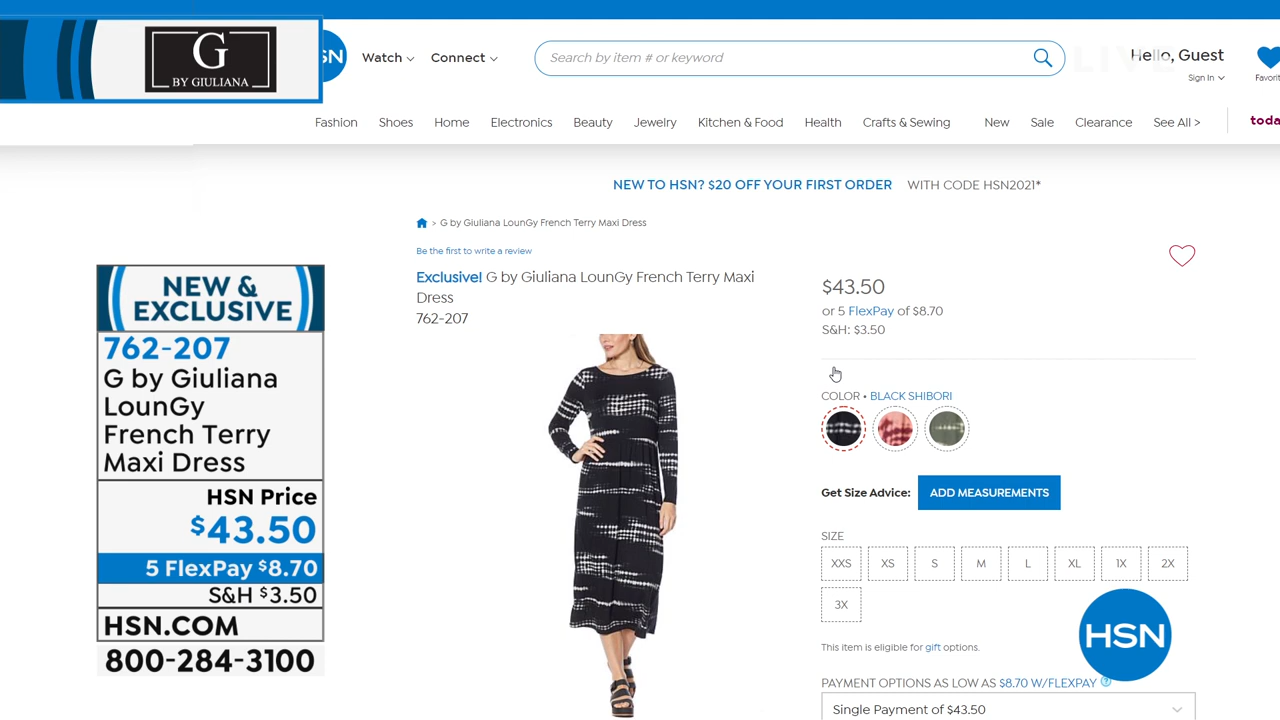 G
BY GIULIANA
SN
Watch
Connect
Search by item # or keyword
LIVE
Hello, Guest
Sign In
Favorit
Fashion
Shoes
Home
Electronics
Beauty
Jewelry
Kitchen & Food
Health
Crafts & Sewing
New
Sale
Clearance
See All >
toda
NEW TO HSN? $20 OFF YOUR FIRST ORDER WITH CODE HSN2021*
> G by Giuliana LounGy French Terry Maxi Dress
Be the first to write a review
Exclusive! G by Giuliana LounGy French Terry Maxi
Dress
762-207
$43.50
or 5 FlexPay of $8.70
S&H: $3.50
COLOR • BLACK SHIBORI
Get Size Advice: ADD MEASUREMENTS
SIZE
XXS
XS
S
M
L
XL
1X
2X
3X
This item is eligible for gift options.
PAYMENT OPTIONS AS LOW AS $8.70 W/FLEXPAY ?
Single Payment of $43.50
HSN
NEW &
EXCLUSIVE
762-207
G by Giuliana
LounGy
French Terry
Maxi Dress
HSN Price
$43.50
5 FlexPay $8.70
S&H $3.50
HSN.COM
800-284-3100